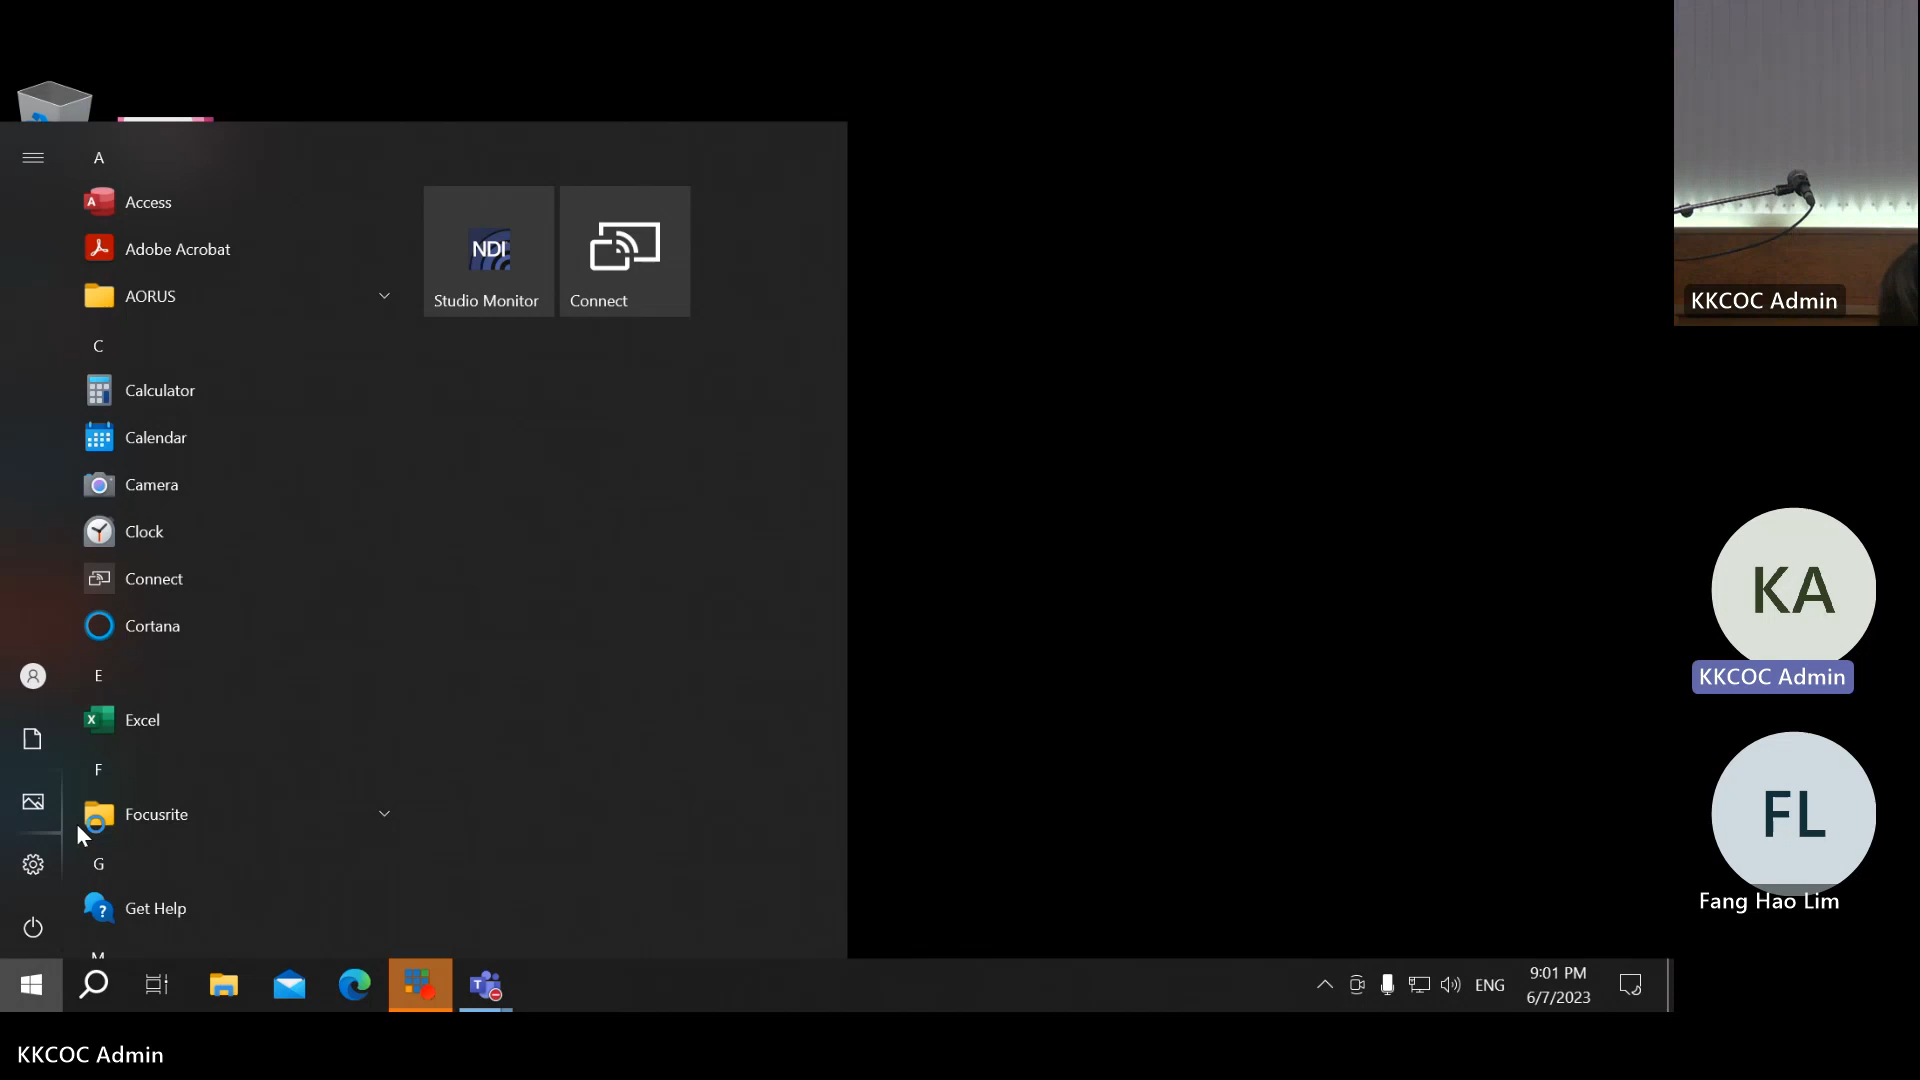 A
Access
Adobe Acrobat
AORUS
C
Calculator
Calendar
Camera
Clock
Connect
Cortana
E
Excel
F
Focusrite
G
Get Help
M
NDI
Studio Monitor
Connect
ENG
9:01 PM
6/7/2023
KKCOC Admin
KA
KKCOC Admin
FL
Fang Hao Lim
KKCOC Admin